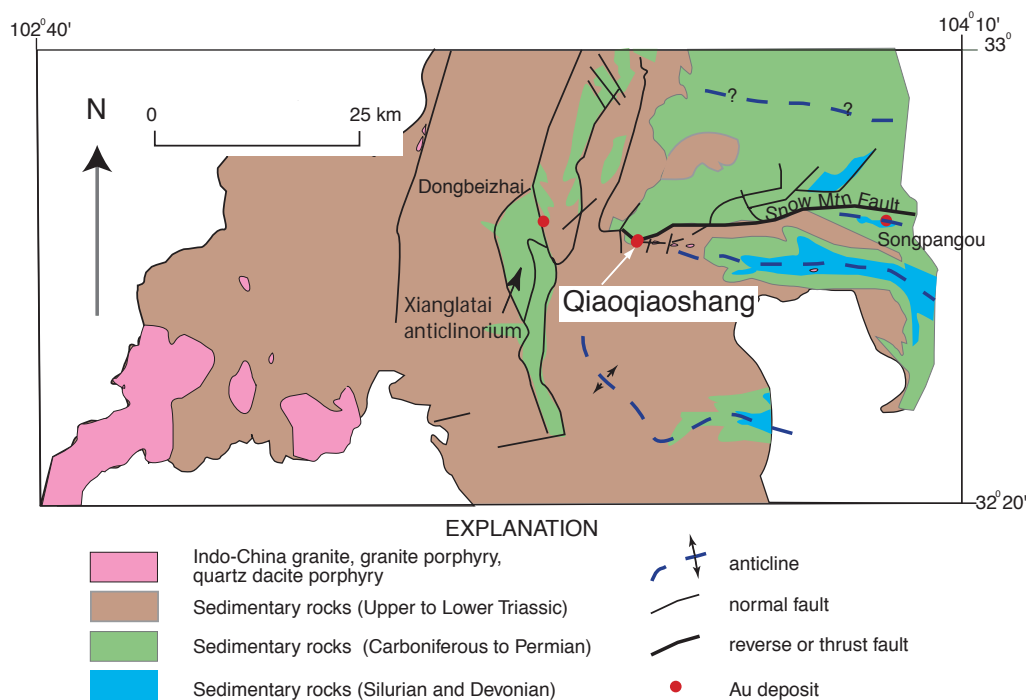 102°40'
104°10'
33°
N
0 25 km
?
?
Dongbeizhai
Snow Mtn Fault
Songpangou
Qiaoqiaoshang
Xianglatai
anticlinorium
32°20'
EXPLANATION
Indo-China granite, granite porphyry,
quartz dacite porphyry
Sedimentary rocks (Upper to Lower Triassic)
Sedimentary rocks (Carboniferous to Permian)
Sedimentary rocks (Silurian and Devonian)
anticline
normal fault
reverse or thrust fault
Au deposit